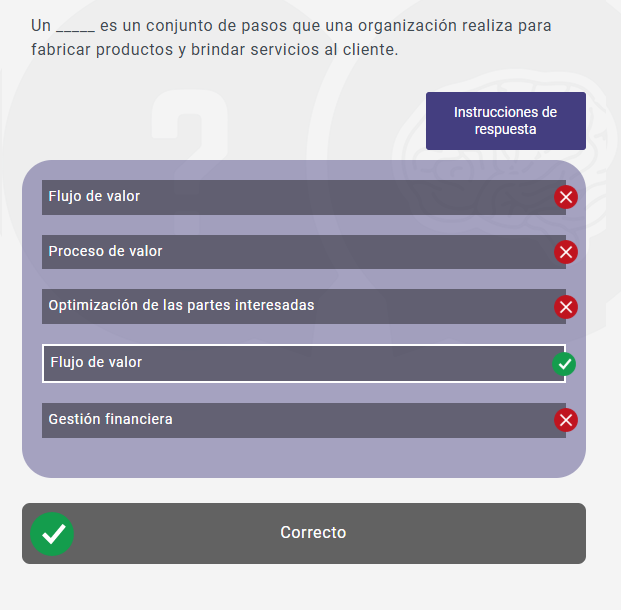 Un _____ es un conjunto de pasos que una organización realiza para
fabricar productos y brindar servicios al cliente.
Instrucciones de
respuesta
Flujo de valor
Proceso de valor
Optimización de las partes interesadas
Flujo de valor
Gestión financiera
Correcto